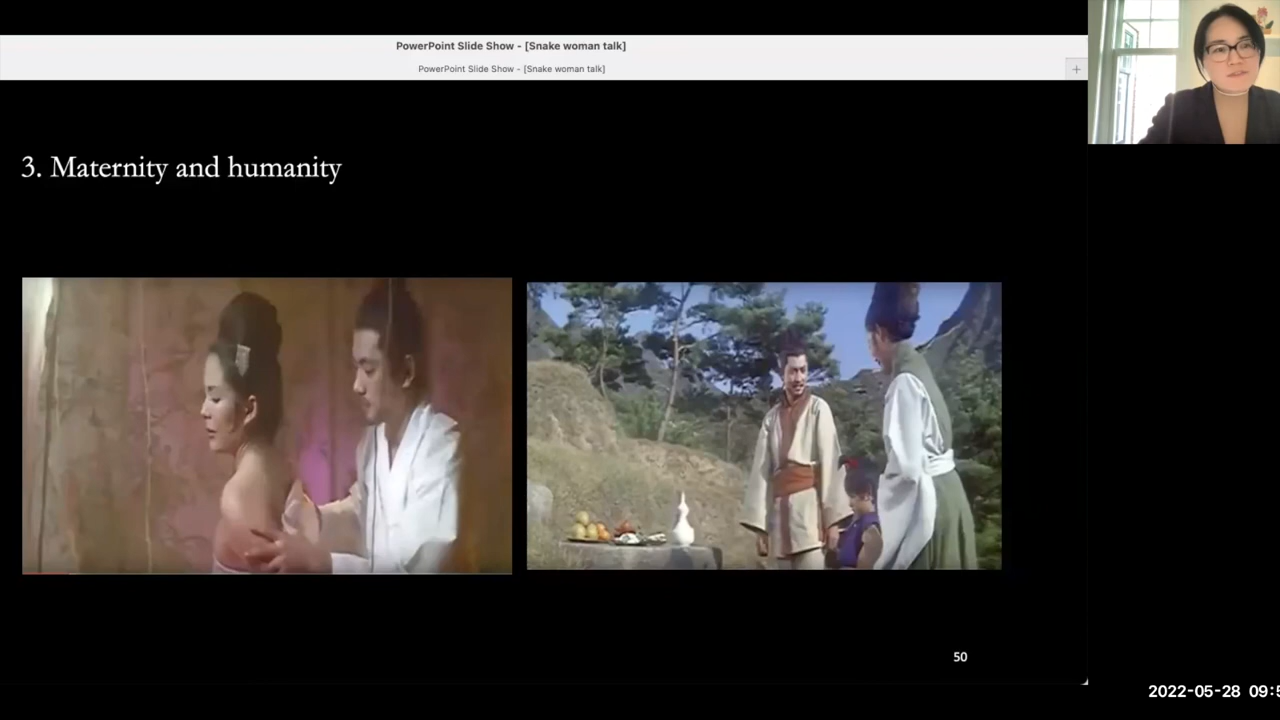 PowerPoint Slide Show - [Snake woman talk]
PowerPoint Slide Show - [Snake woman talk]
3. Maternity and humanity
50
2022-05-28 09:5